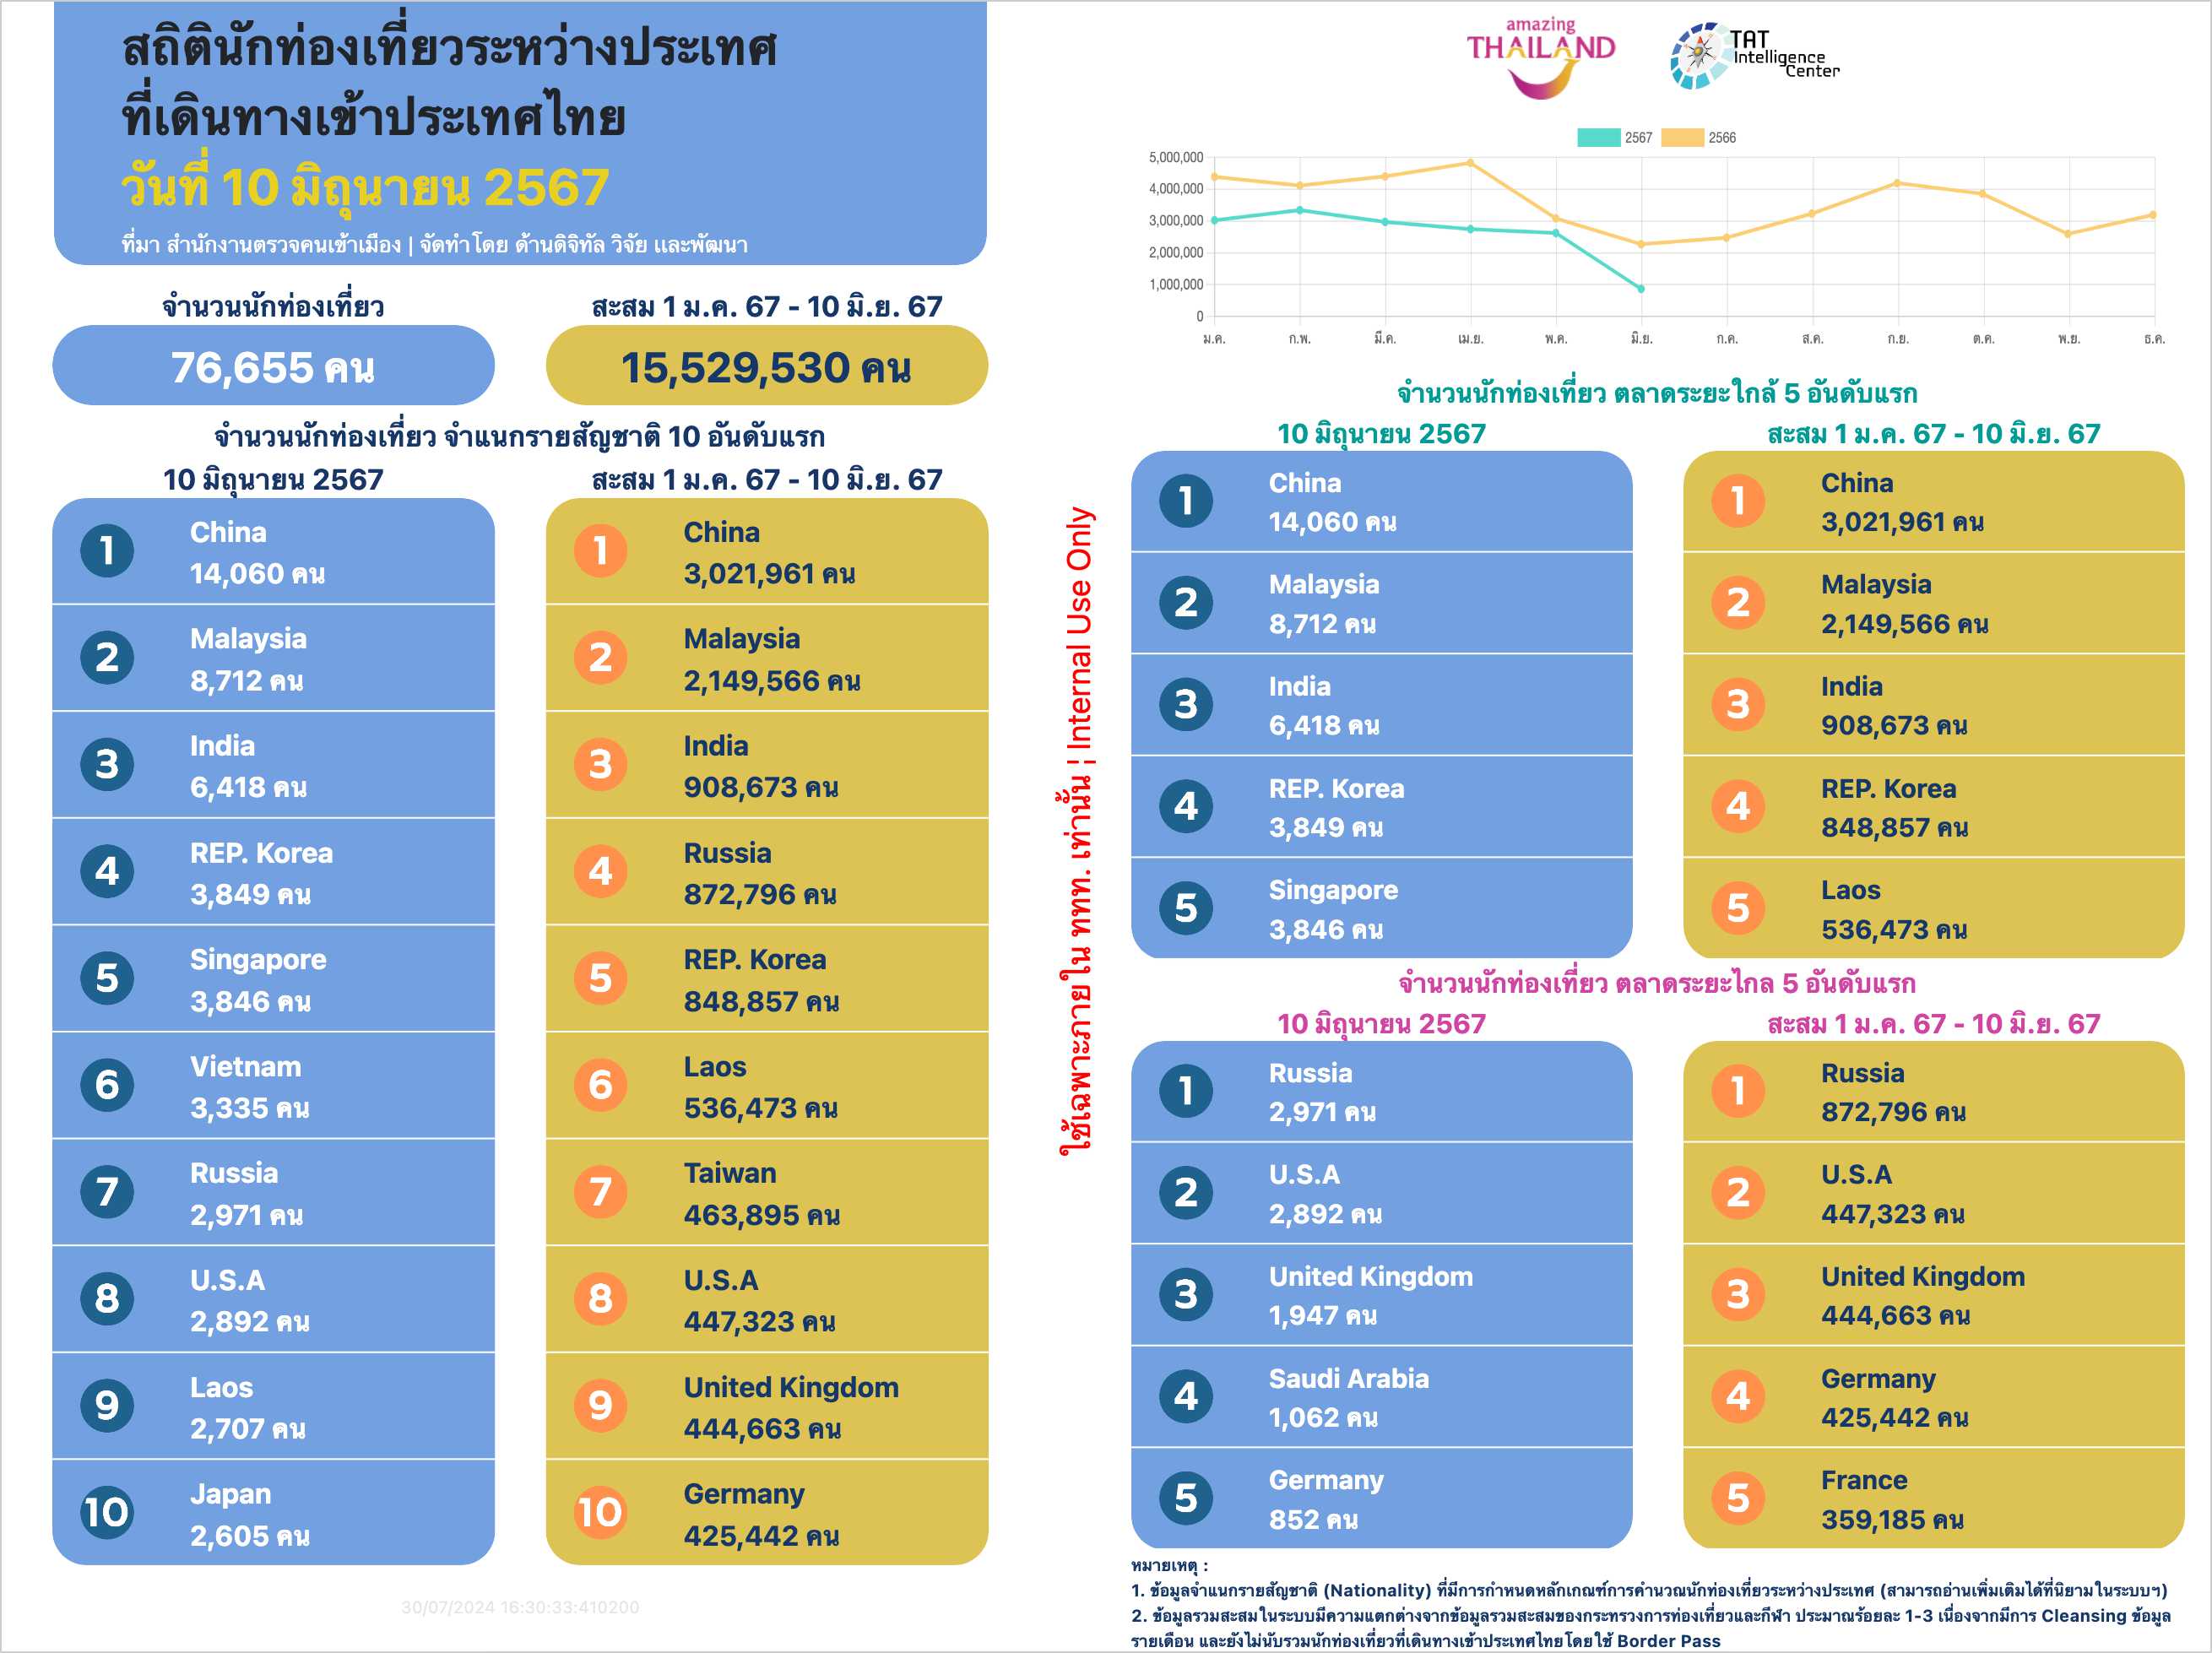 สถิตินักท่องเที่ยวระหว่างประเทศ
ที่เดินทางเข้าประเทศไทย
วันที่ 10 มิถุนายน 2567
ที่มา สำนักงานตรวจคนเข้าเมือง | จัดทำโดย ด้านดิจิทัล วิจัย และพัฒนา
จำนวนนักท่องเที่ยว
76,655 คน
สะสม 1 ม.ค. 67 - 10 มิ.ย. 67
15,529,530 คน
จำนวนนักท่องเที่ยว จำแนกรายสัญชาติ 10 อันดับแรก
10 มิถุนายน 2567
1
China
14,060 คน
2
Malaysia
8,712 คน
3
India
6,418 คน
4
REP. Korea
3,849 คน
5
Singapore
3,846 คน
6
Vietnam
3,335 คน
7
Russia
2,971 คน
8
U.S.A
2,892 คน
9
Laos
2,707 คน
10
Japan
2,605 คน
สะสม 1 ม.ค. 67 - 10 มิ.ย. 67
1
China
3,021,961 คน
2
Malaysia
2,149,566 คน
3
India
908,673 คน
4
Russia
872,796 คน
5
REP. Korea
848,857 คน
6
Laos
536,473 คน
7
Taiwan
463,895 คน
8
U.S.A
447,323 คน
9
United Kingdom
444,663 คน
10
Germany
425,442 คน
30/07/2024 16:30:33:410200
ใช้เฉพาะภายใน ททท. เท่านั้น ¦ Internal Use Only
amazing
THAILAND
TAT
Intelligence
Center
2567 2566
5,000,000
4,000,000
3,000,000
2,000,000
1,000,000
0
ม.ค. ก.พ. มี.ค. เม.ย. พ.ค. มิ.ย. ก.ค. ส.ค. ก.ย. ต.ค. พ.ย. ธ.ค.
จำนวนนักท่องเที่ยว ตลาดระยะใกล้ 5 อันดับแรก
10 มิถุนายน 2567
1
China
14,060 คน
2
Malaysia
8,712 คน
3
India
6,418 คน
4
REP. Korea
3,849 คน
5
Singapore
3,846 คน
สะสม 1 ม.ค. 67 - 10 มิ.ย. 67
1
China
3,021,961 คน
2
Malaysia
2,149,566 คน
3
India
908,673 คน
4
REP. Korea
848,857 คน
5
Laos
536,473 คน
จำนวนนักท่องเที่ยว ตลาดระยะไกล 5 อันดับแรก
10 มิถุนายน 2567
1
Russia
2,971 คน
2
U.S.A
2,892 คน
3
United Kingdom
1,947 คน
4
Saudi Arabia
1,062 คน
5
Germany
852 คน
สะสม 1 ม.ค. 67 - 10 มิ.ย. 67
1
Russia
872,796 คน
2
U.S.A
447,323 คน
3
United Kingdom
444,663 คน
4
Germany
425,442 คน
5
France
359,185 คน
หมายเหตุ :
1. ข้อมูลจำแนกรายสัญชาติ (Nationality) ที่มีการกำหนดหลักเกณฑ์การคำนวณนักท่องเที่ยวระหว่างประเทศ (สามารถอ่านเพิ่มเติมได้ที่นิยามในระบบฯ)
2. ข้อมูลรวมสะสมในระบบมีความแตกต่างจากข้อมูลรวมสะสมของกระทรวงการท่องเที่ยวและกีฬา ประมาณร้อยละ 1-3 เนื่องจากมีการ Cleansing ข้อมูล
รายเดือน และยังไม่นับรวมนักท่องเที่ยวที่เดินทางเข้าประเทศไทยโดยใช้ Border Pass